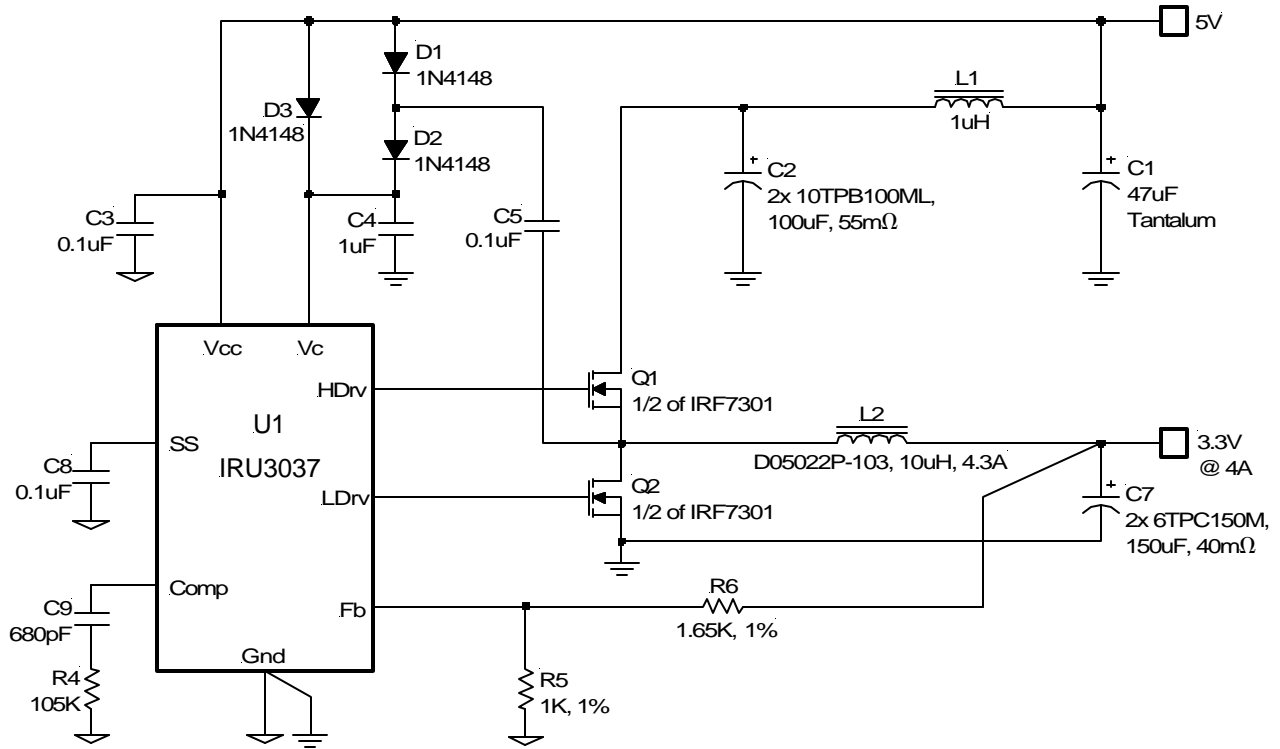 5V
D1
1N4148
L1
1uH
D3
1N4148
D2
1N4148
C2
2x 10TPB100ML,
100uF, 55mΩ
C1
47uF
Tantalum
C3
0.1uF
C4
1uF
C5
0.1uF
Vcc
Vc
HDrv
Q1
1/2 of IRF7301
U1
IRU3037
SS
L2
D05022P-103, 10uH, 4.3A
3.3V
@ 4A
C8
0.1uF
LDrv
Q2
1/2 of IRF7301
C7
2x 6TPC150M,
150uF, 40mΩ
Comp
C9
680pF
Fb
R6
1.65K, 1%
Gnd
R4
105K
R5
1K, 1%